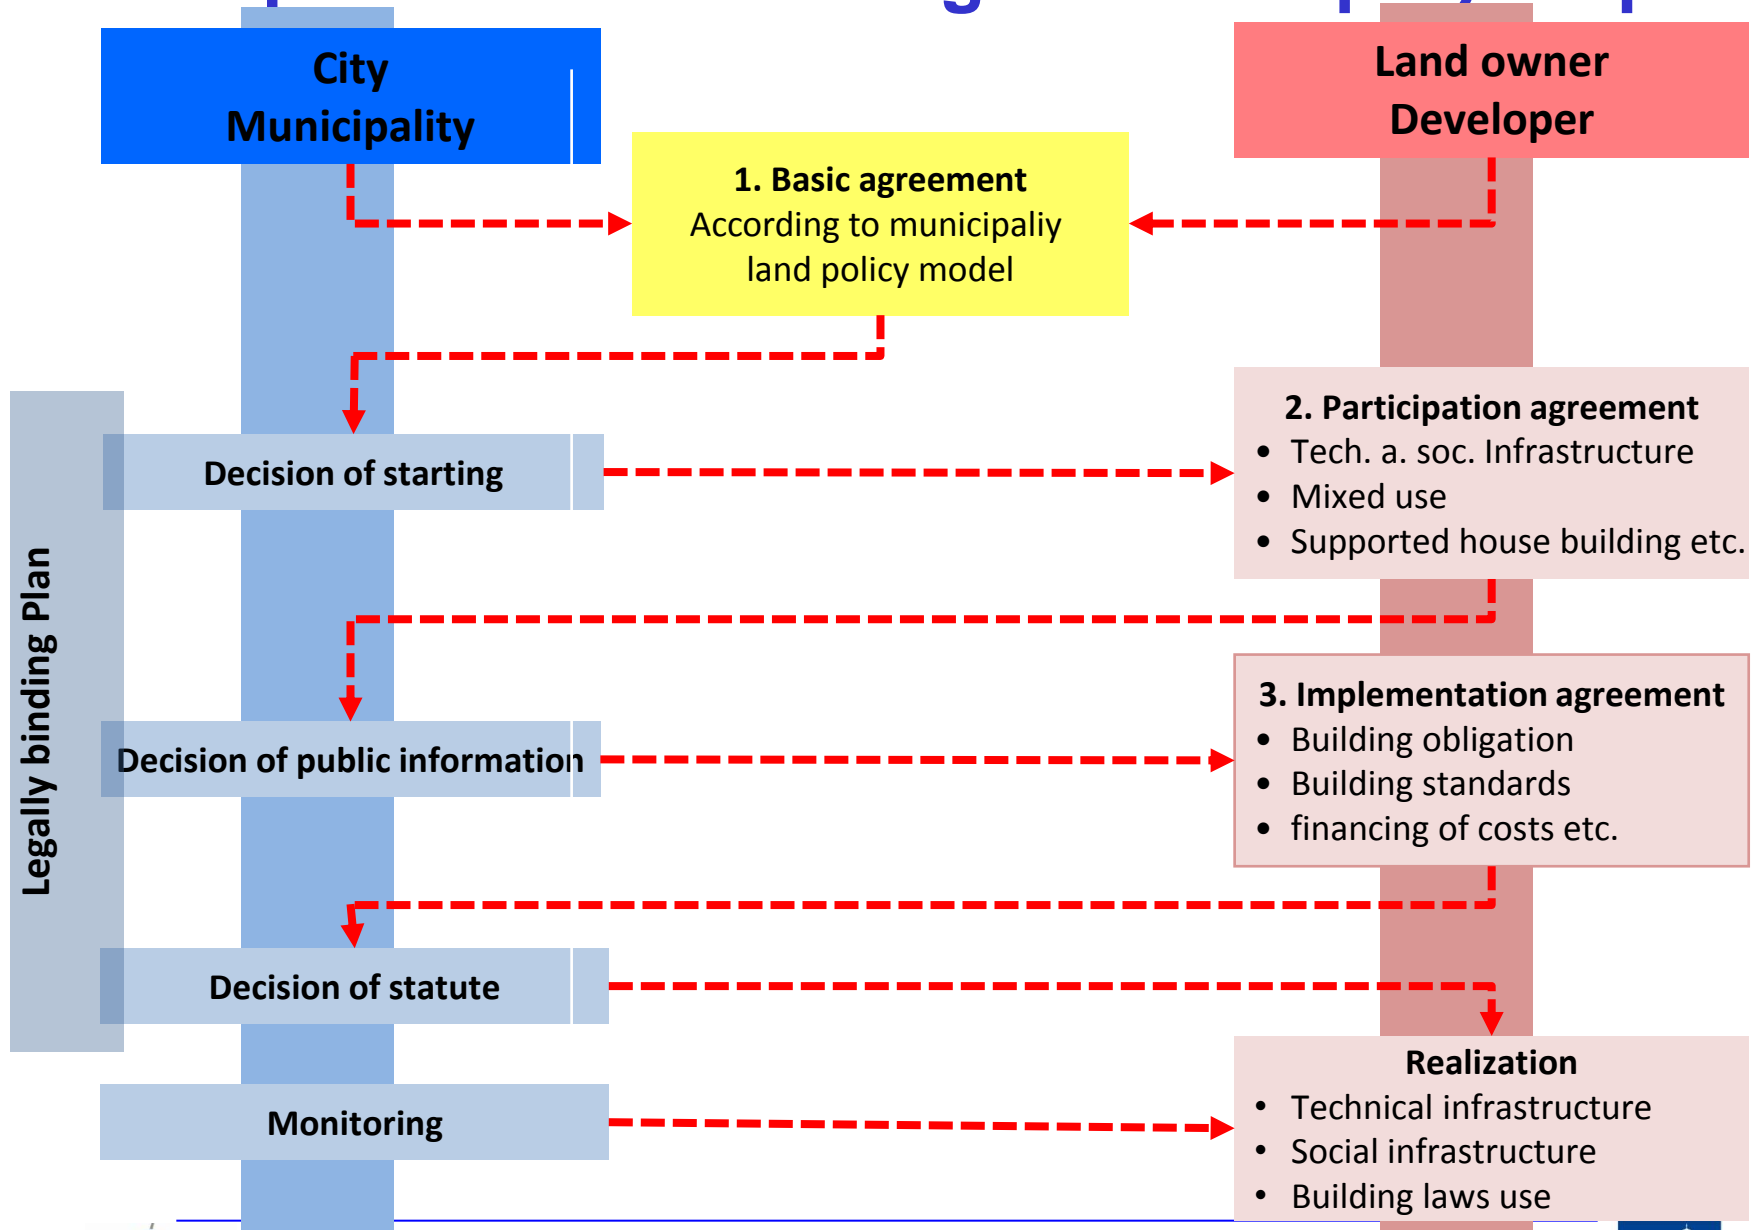 City
Municipality
Land owner
Developer
1. Basic agreement
According to municipaliy
land policy model
2. Participation agreement
• Tech. a. soc. Infrastructure
• Mixed use
• Supported house building etc.
Decision of starting
Legally binding Plan
3. Implementation agreement
• Building obligation
• Building standards
• financing of costs etc.
Decision of public information
Decision of statute
Realization
• Technical infrastructure
• Social infrastructure
• Building laws use
Monitoring